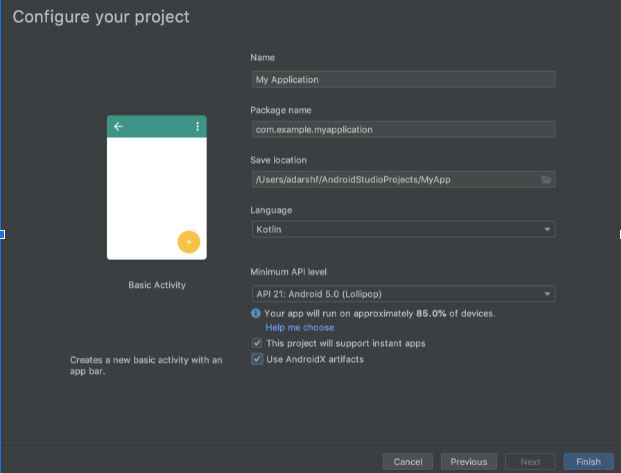 Configure your project
Name
My Application
Package name
com.example.myapplication
Save location
/Users/adarshf/AndroidStudioProjects/MyApp
Language
Kotlin
Basic Activity
Minimum API level
API 21: Android 5.0 (Lollipop)
Your app will run on approximately 85.0% of devices.
Help me choose
This project will support instant apps
Use AndroidX artifacts
Creates a new basic activity with an
app bar.
Cancel
Previous
Next
Finish